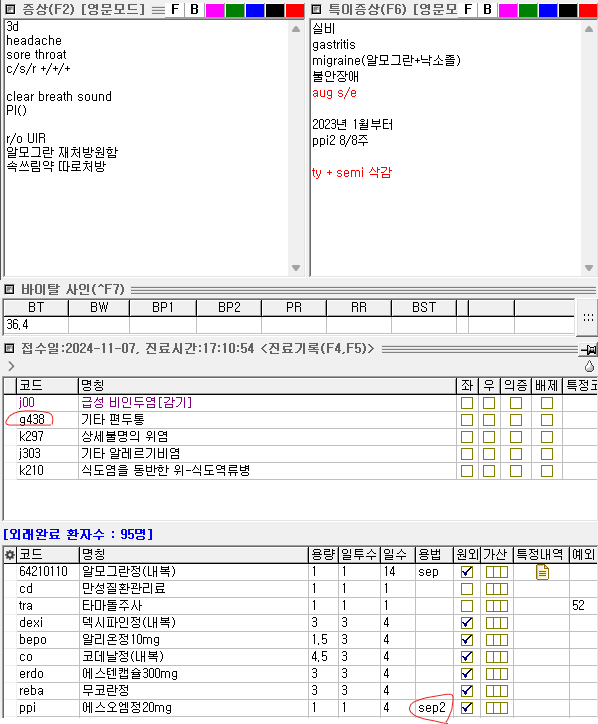 증상(F2) [영문모드] F B
3d
headache
sore throat
c/s/r +/+/+
clear breath sound
PI()
r/o UIR
알모그란 재처방원함
속쓰림약 따로처방
특이증상(F6) [영문모 F B
실비
gastritis
migraine(알모그란+낙소졸)
불안장애
aug s/e
2023년 1월부터
ppi2 8/8주
ty + semi 삭감
바이탈 사인(^F7)
BT BW BP1 BP2 PR RR BST
36.4
접수일:2024-11-07, 진료시간:17:10:54 <진료기록(F4,F5)>
코드 명칭 좌 우 의증 배제 특정코
j00 급성 비인두염[감기]
g438 기타 편두통
k297 상세불명의 위염
j303 기타 알레르기비염
k210 식도염을 동반한 위-식도역류병
[외래완료 환자수 : 95명]
코드 명칭 용량 일투수 일수 용법 원외 가산 특정내역 예외
64210110 알모그란정(내복) 1 1 14 sep
cd 만성질환관리료 1 1 1
tra 타마돌주사 1 1 1 52
dexi 덱시파인정(내복) 3 3 4
bepo 알리온정10mg 1.5 3 4
co 코데날정(내복) 4.5 3 4
erdo 에스텐캡슐300mg 3 3 4
reba 무코란정 3 3 4
ppi 에스오엠정20mg 1 1 4 sep2